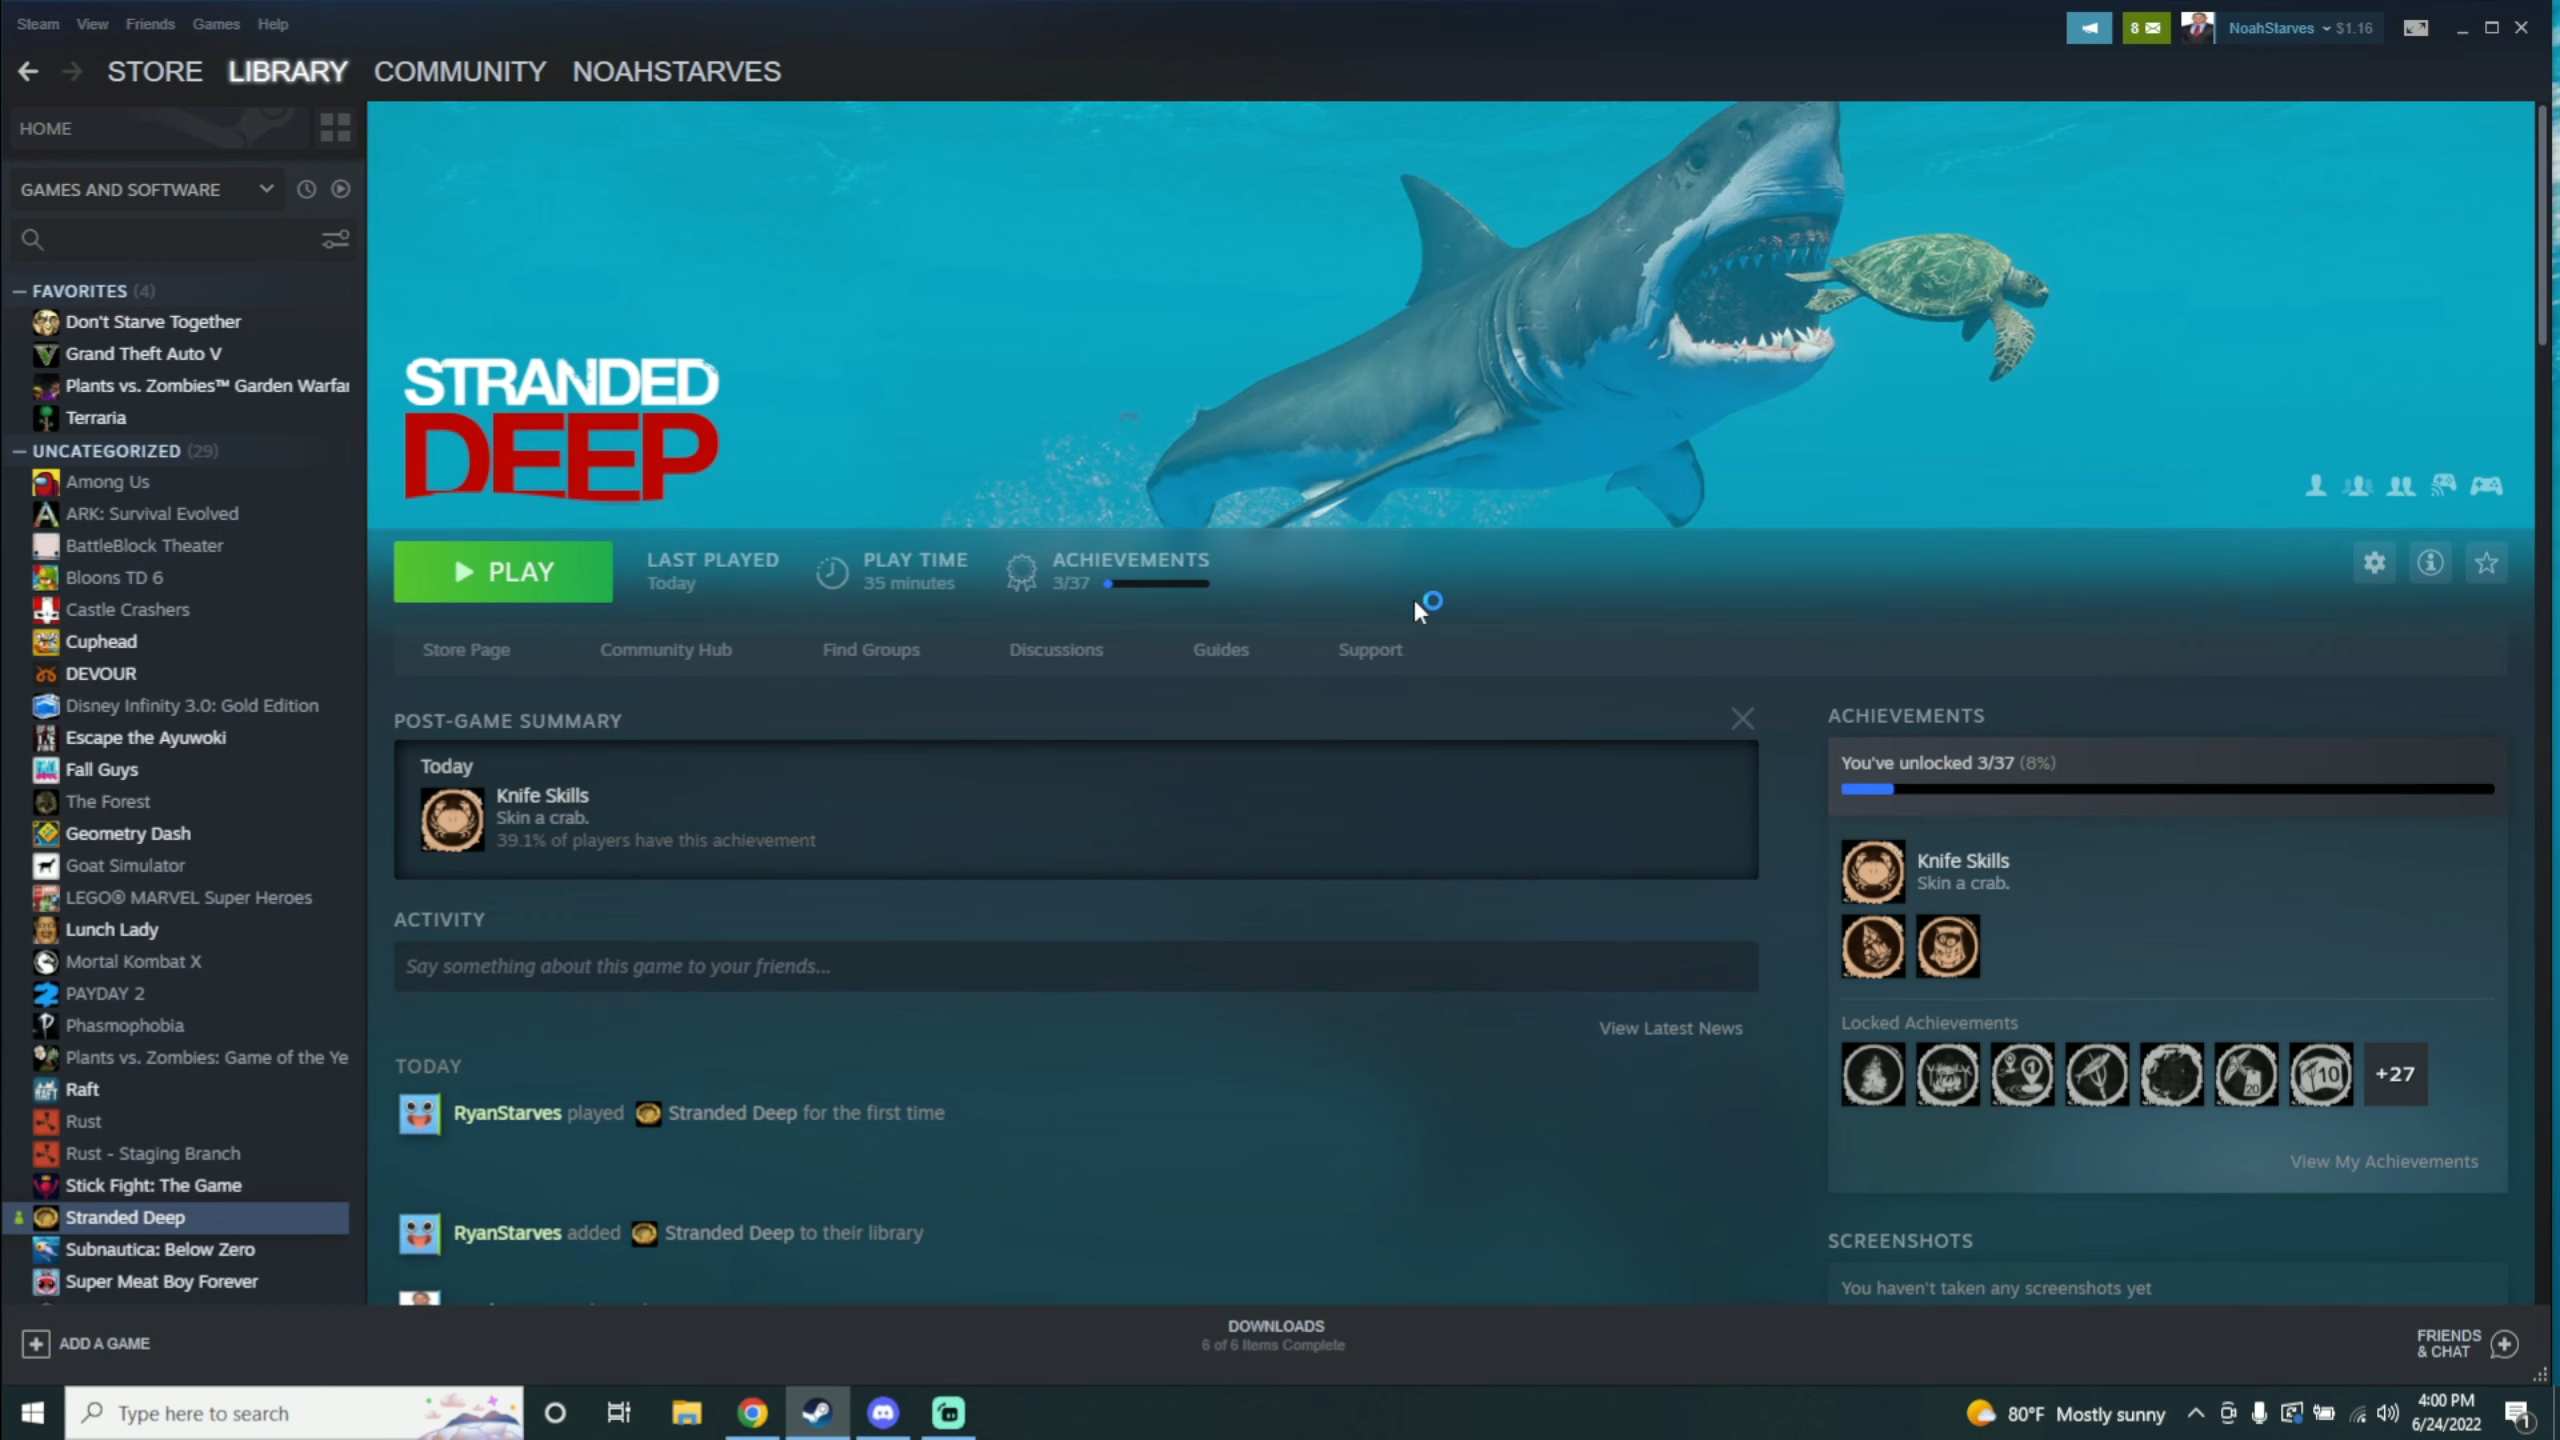 Steam View Friends Games Help
8
NoahStarves $1.16
STORE LIBRARY COMMUNITY NOAHSTARVES
HOME
GAMES AND SOFTWARE
FAVORITES (4)
Don't Starve Together
Grand Theft Auto V
Plants vs. Zombies™ Garden Warfar
Terraria
UNCATEGORIZED (29)
Among Us
ARK: Survival Evolved
BattleBlock Theater
Bloons TD 6
Castle Crashers
Cuphead
DEVOUR
Disney Infinity 3.0: Gold Edition
Escape the Ayuwoki
Fall Guys
The Forest
Geometry Dash
Goat Simulator
LEGO® MARVEL Super Heroes
Lunch Lady
Mortal Kombat X
PAYDAY 2
Phasmophobia
Plants vs. Zombies: Game of the Ye
Raft
Rust
Rust - Staging Branch
Stick Fight: The Game
Stranded Deep
Subnautica: Below Zero
Super Meat Boy Forever
STRANDED
DEEP
PLAY
LAST PLAYED
Today
PLAY TIME
35 minutes
ACHIEVEMENTS
3/37
Store Page Community Hub Find Groups Discussions Guides Support
POST-GAME SUMMARY
Today
Knife Skills
Skin a crab.
39.1% of players have this achievement
ACTIVITY
Say something about this game to your friends...
View Latest News
TODAY
RyanStarves played Stranded Deep for the first time
RyanStarves added Stranded Deep to their library
ACHIEVEMENTS
You've unlocked 3/37 (8%)
Knife Skills
Skin a crab.
Locked Achievements
1
20
10
+27
View My Achievements
SCREENSHOTS
You haven't taken any screenshots yet
ADD A GAME
DOWNLOADS
6 of 6 Items Complete
FRIENDS
& CHAT
Type here to search
80°F Mostly sunny
4:00 PM
6/24/2022
1